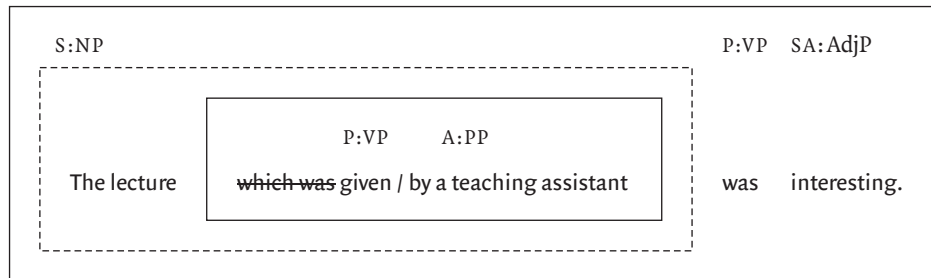 S:NP P:VP SA:AdjP
P:VP A:PP
The lecture which was given / by a teaching assistant was interesting.